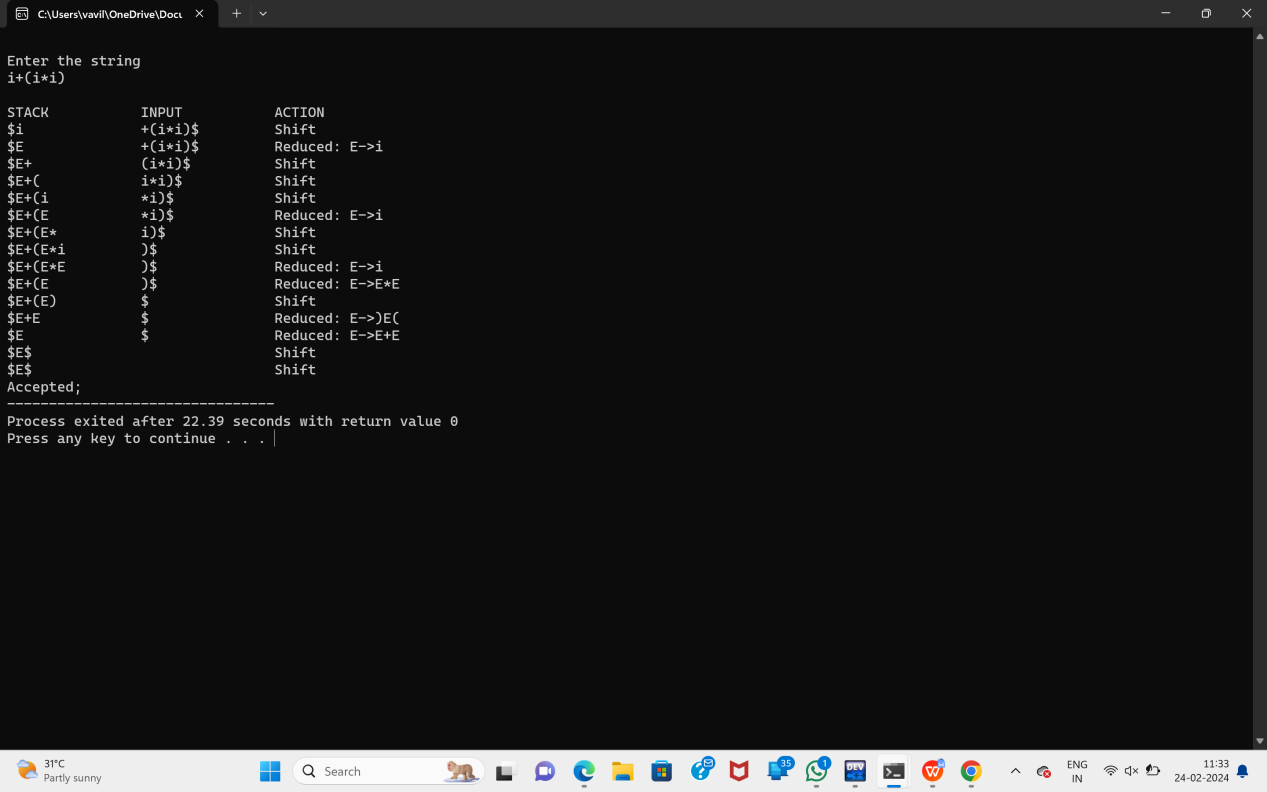 C:\Users\vavil\OneDrive\Docu
Enter the string
i+(i*i)
STACK INPUT ACTION
$i +(i*i)$ Shift
$E +(i*i)$ Reduced: E->i
$E+ (i*i)$ Shift
$E+( i*i)$ Shift
$E+(i *i)$ Shift
$E+(E *i)$ Reduced: E->i
$E+(E* i)$ Shift
$E+(E*i )$ Shift
$E+(E*E )$ Reduced: E->i
$E+(E )$ Reduced: E->E*E
$E+(E) $ Shift
$E+E $ Reduced: E->)E(
$E $ Reduced: E->E+E
$E$ Shift
$E$ Shift
Accepted;
--------------------------------
Process exited after 22.39 seconds with return value 0
Press any key to continue . . .
31°C
Partly sunny
Search
35
1
DEV
ENG
IN
11:33
24-02-2024